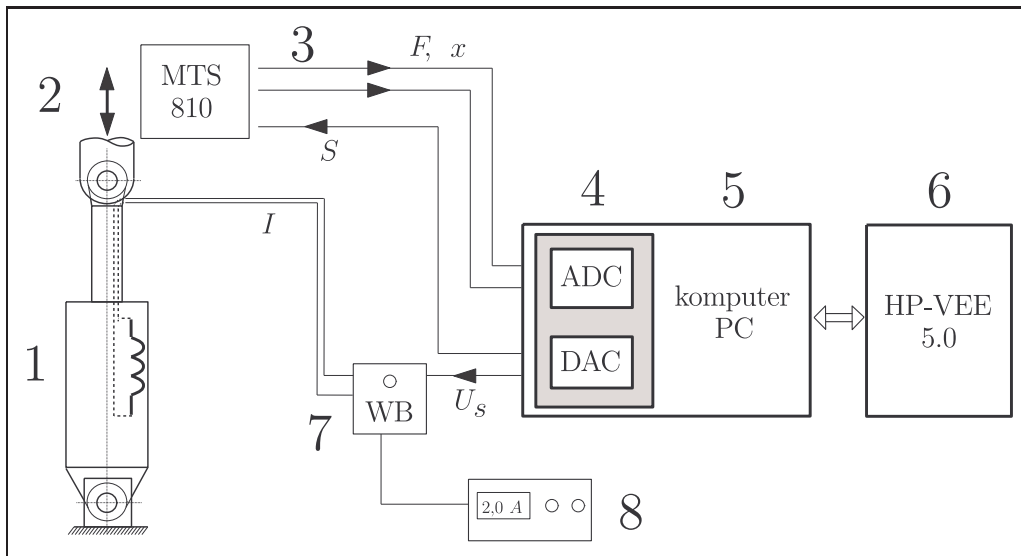 3
F, x
MTS
810
2
S
4
5
6
I
ADC
komputer
PC
HP-VEE
5.0
DAC
1
WB
U_s
7
2,0 A
8